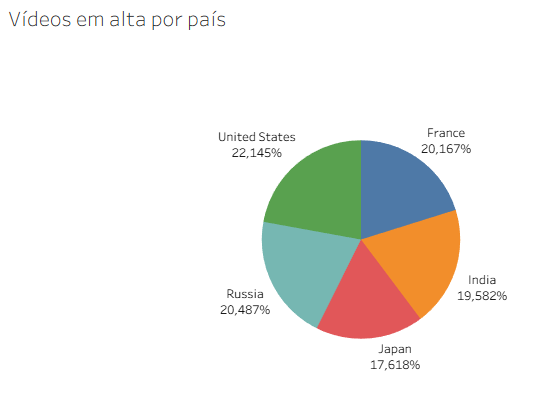 Vídeos em alta por país
United States
22,145%
France
20,167%
India
19,582%
Russia
20,487%
Japan
17,618%